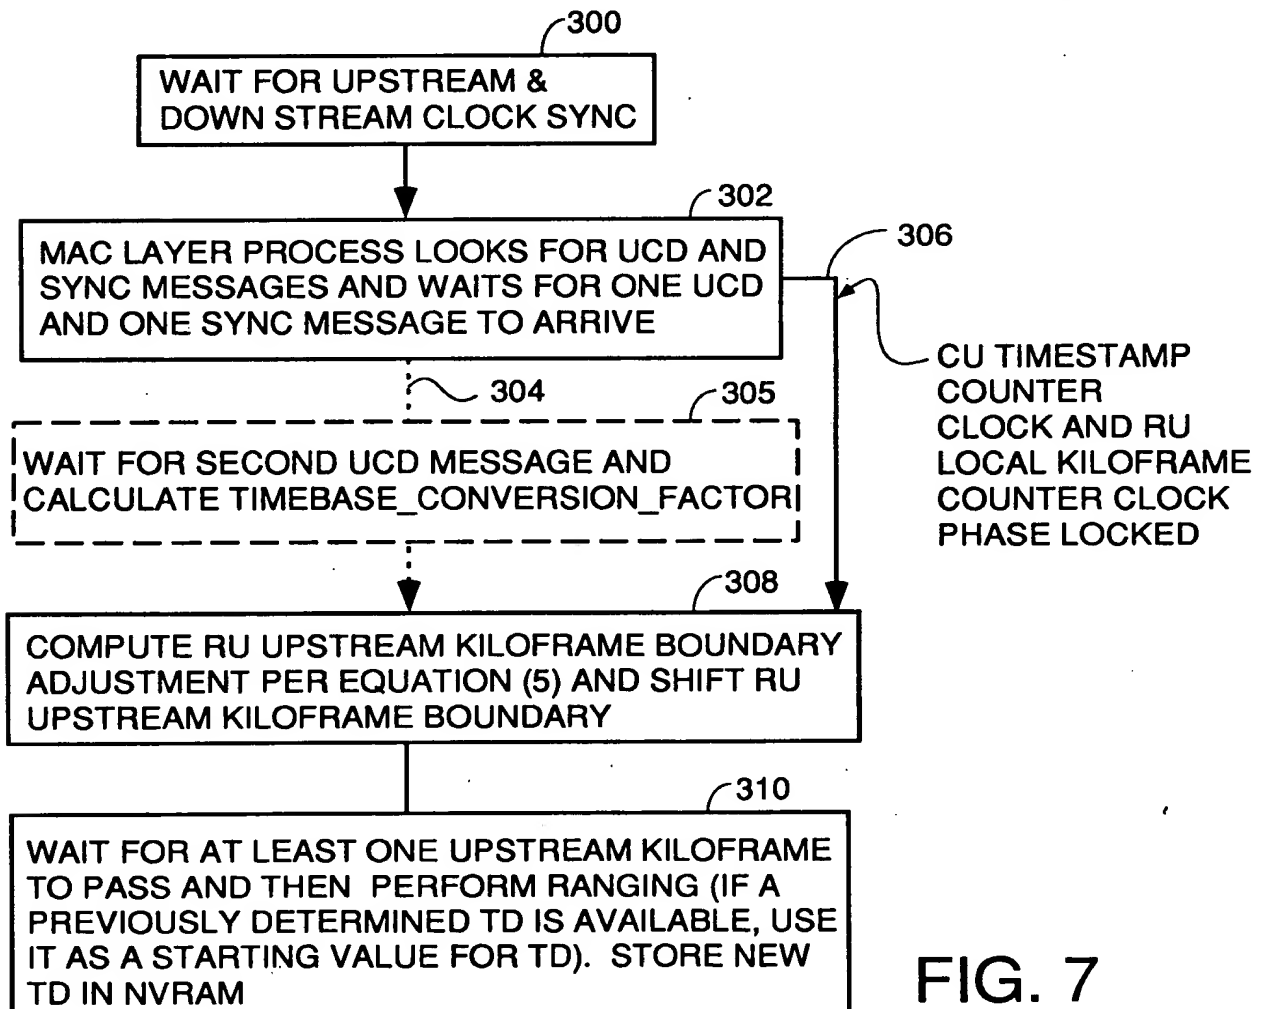 300
WAIT FOR UPSTREAM &
DOWN STREAM CLOCK SYNC
302
MAC LAYER PROCESS LOOKS FOR UCD AND
SYNC MESSAGES AND WAITS FOR ONE UCD
AND ONE SYNC MESSAGE TO ARRIVE
306
CU TIMESTAMP
COUNTER
CLOCK AND RU
LOCAL KILOFRAME
COUNTER CLOCK
PHASE LOCKED
304
305
WAIT FOR SECOND UCD MESSAGE AND
CALCULATE TIMEBASE_CONVERSION_FACTOR
308
COMPUTE RU UPSTREAM KILOFRAME BOUNDARY
ADJUSTMENT PER EQUATION (5) AND SHIFT RU
UPSTREAM KILOFRAME BOUNDARY
310
WAIT FOR AT LEAST ONE UPSTREAM KILOFRAME
TO PASS AND THEN PERFORM RANGING (IF A
PREVIOUSLY DETERMINED TD IS AVAILABLE, USE
IT AS A STARTING VALUE FOR TD). STORE NEW
TD IN NVRAM
FIG. 7